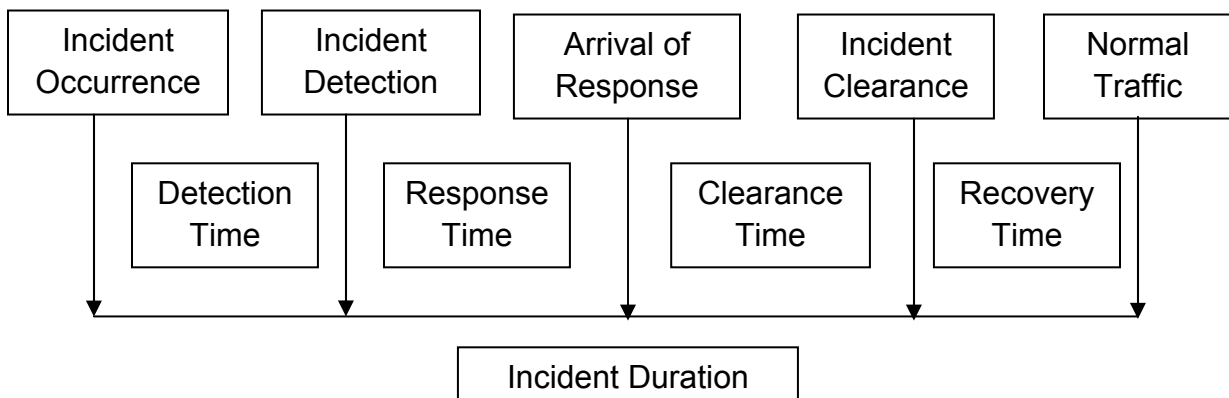 Incident
Occurrence
Incident
Detection
Arrival of
Response
Incident
Clearance
Normal
Traffic
Detection
Time
Response
Time
Clearance
Time
Recovery
Time
Incident Duration